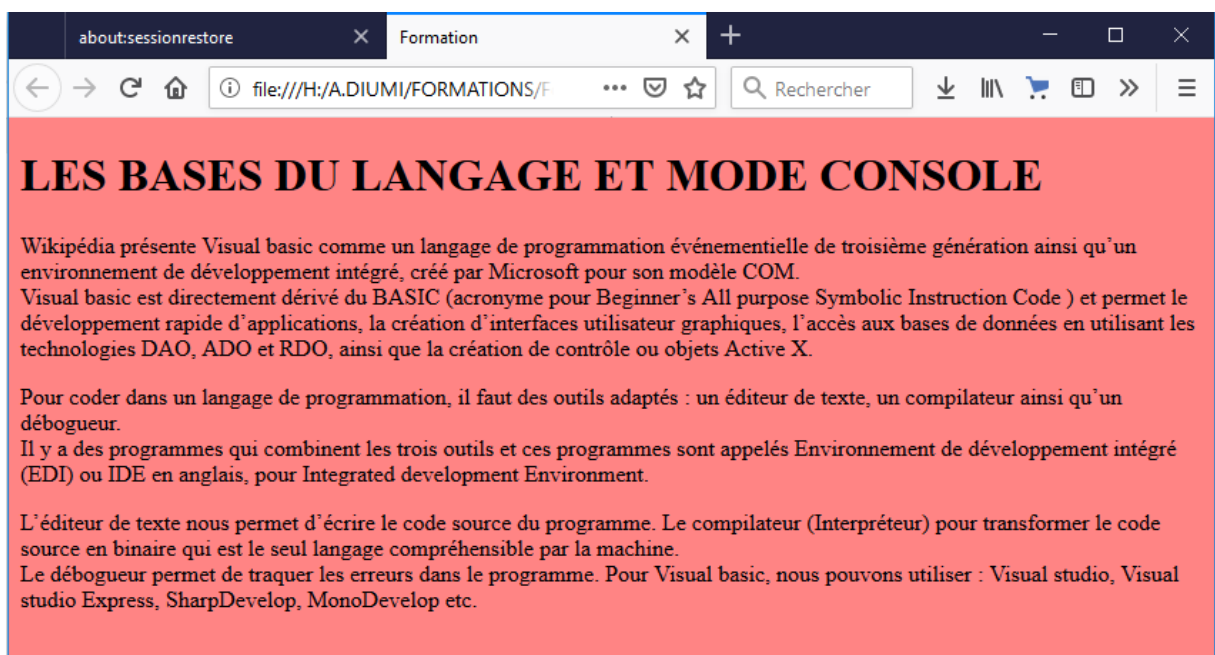 about:sessionrestore
Formation
file:///H:/A.DIUMI/FORMATIONS/F
Rechercher
LES BASES DU LANGAGE ET MODE CONSOLE
Wikipédia présente Visual basic comme un langage de programmation événementielle de troisième génération ainsi qu’un
environnement de développement intégré, créé par Microsoft pour son modèle COM.
Visual basic est directement dérivé du BASIC (acronyme pour Beginner’s All purpose Symbolic Instruction Code ) et permet le
développement rapide d’applications, la création d’interfaces utilisateur graphiques, l’accès aux bases de données en utilisant les
technologies DAO, ADO et RDO, ainsi que la création de contrôle ou objets Active X.
Pour coder dans un langage de programmation, il faut des outils adaptés : un éditeur de texte, un compilateur ainsi qu’un
débogueur.
Il y a des programmes qui combinent les trois outils et ces programmes sont appelés Environnement de développement intégré
(EDI) ou IDE en anglais, pour Integrated development Environment.
L’éditeur de texte nous permet d’écrire le code source du programme. Le compilateur (Interpréteur) pour transformer le code
source en binaire qui est le seul langage compréhensible par la machine.
Le débogueur permet de traquer les erreurs dans le programme. Pour Visual basic, nous pouvons utiliser : Visual studio, Visual
studio Express, SharpDevelop, MonoDevelop etc.